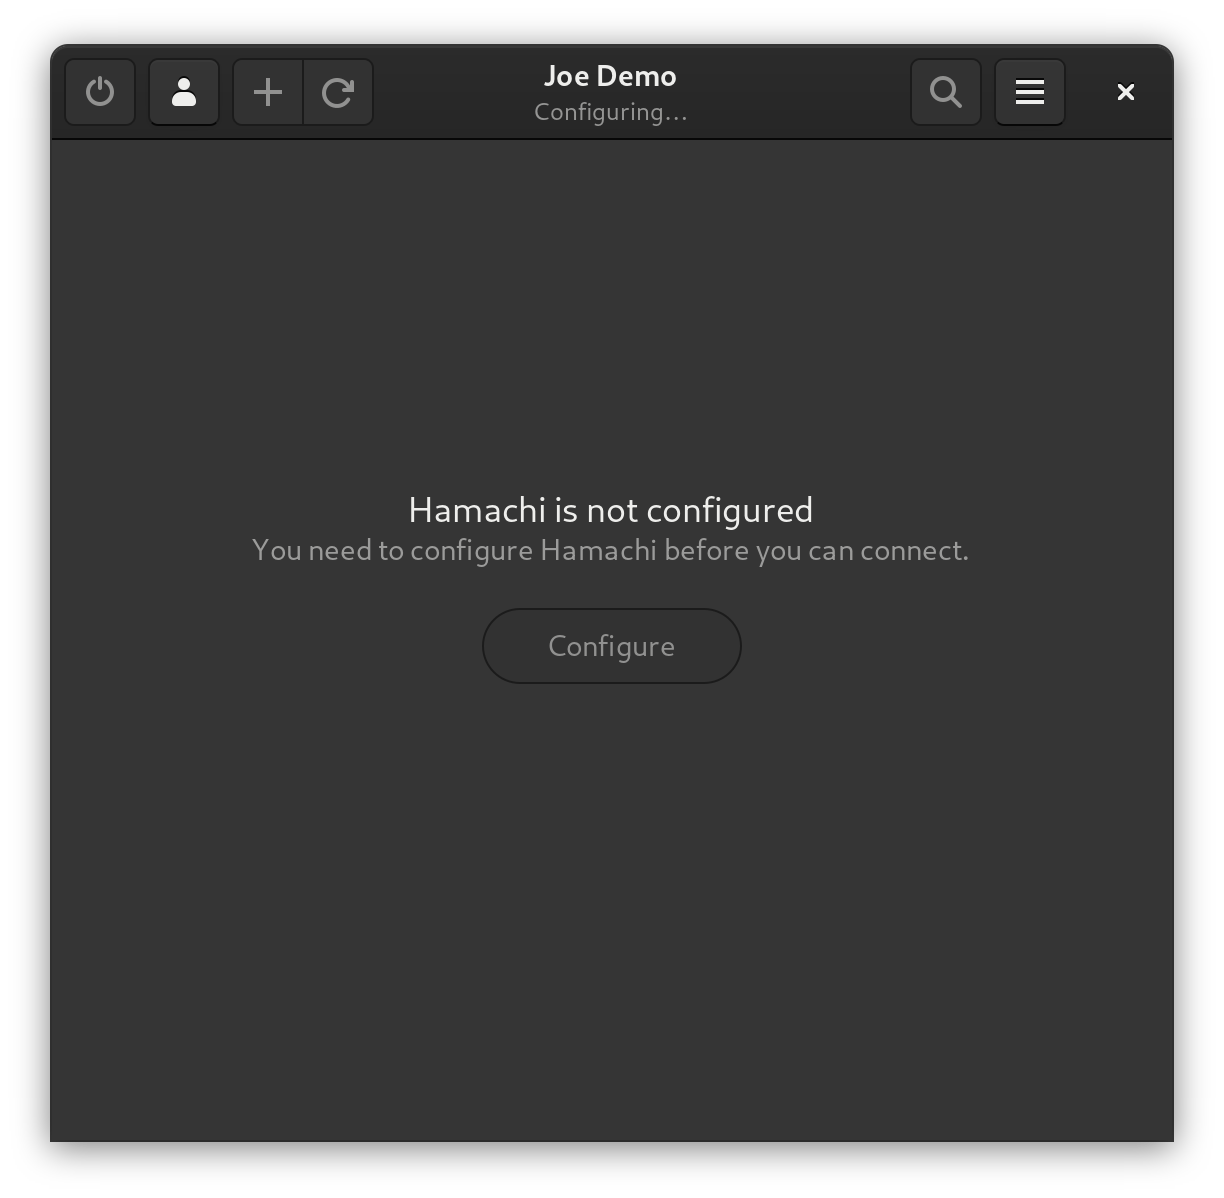 Joe Demo
Configuring…
Hamachi is not configured
You need to configure Hamachi before you can connect.
Configure